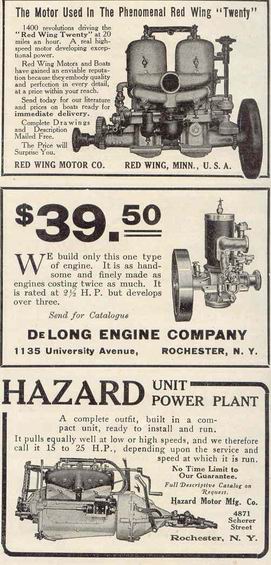 The Motor Used In The Phenomenal Red Wing "Twenty"
1400 revolutions driving the
"Red Wing Twenty" at 20
miles an hour. A real high-
speed motor developing excep-
tional power.
Red Wing Motors and Boats
have gained an enviable reputa-
tion because they embody quality
and perfection in every detail,
at a price within your reach.
Send today for our literature
and prices on boats ready for
immediate delivery.
Complete Drawings
and Description
Mailed Free.
The Price will
Surprise You.
RED WING MOTOR CO. RED WING, MINN., U. S. A.
$39.50
WE build only this one type
of engine. It is as hand-
some and finely made as
engines costing twice as much. It
is rated at 2½ H. P. but develops
over three.
Send for Catalogue
DELONG ENGINE COMPANY
1135 University Avenue, ROCHESTER, N. Y.
HAZARD UNIT
POWER PLANT
A complete outfit, built in a com-
pact unit, ready to install and run.
It pulls equally well at low or high speeds, and we therefore
call it 15 to 25 H.P., depending upon the service and
speed at which it is run.
No Time Limit to
Our Guarantee.
Full Descriptive Catalog on
Request.
Hazard Motor Mfg. Co.
4871
Scherer
Street
Rochester, N. Y.